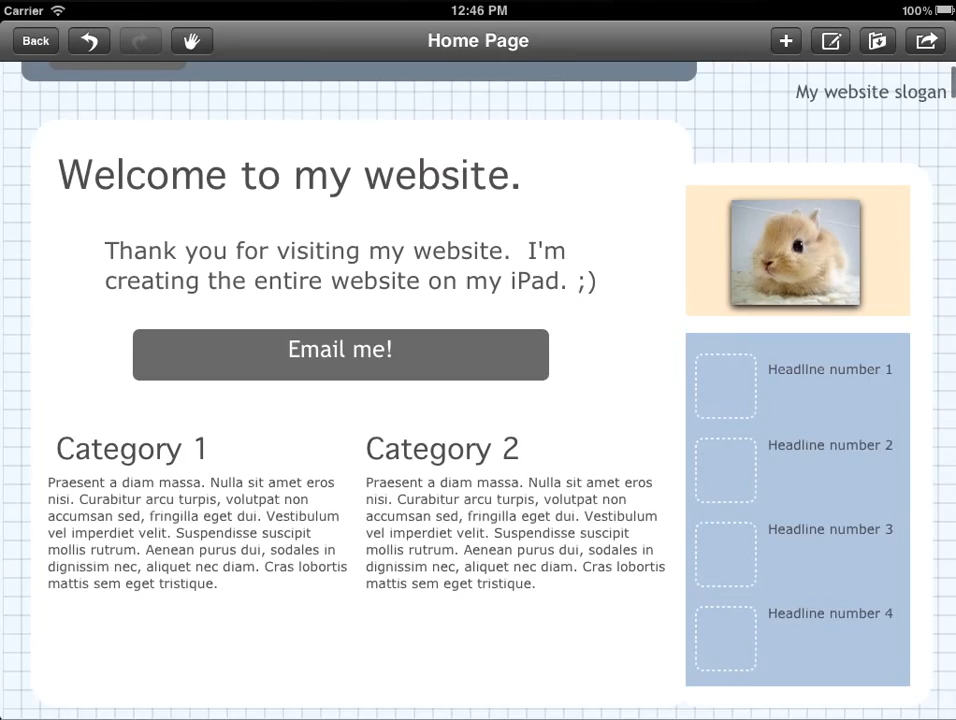 Carrier 12:46 PM 100%
Back Home Page
My website slogan
Welcome to my website.
Thank you for visiting my website. I'm
creating the entire website on my iPad. ;)
Email me!
Category 1
Praesent a diam massa. Nulla sit amet eros
nisi. Curabitur arcu turpis, volutpat non
accumsan sed, fringilla eget dui. Vestibulum
vel imperdiet velit. Suspendisse suscipit
mollis rutrum. Aenean purus dui, sodales in
dignissim nec, aliquet nec diam. Cras lobortis
mattis sem eget tristique.
Category 2
Praesent a diam massa. Nulla sit amet eros
nisi. Curabitur arcu turpis, volutpat non
accumsan sed, fringilla eget dui. Vestibulum
vel imperdiet velit. Suspendisse suscipit
mollis rutrum. Aenean purus dui, sodales in
dignissim nec, aliquet nec diam. Cras lobortis
mattis sem eget tristique.
Headline number 1
Headline number 2
Headline number 3
Headline number 4